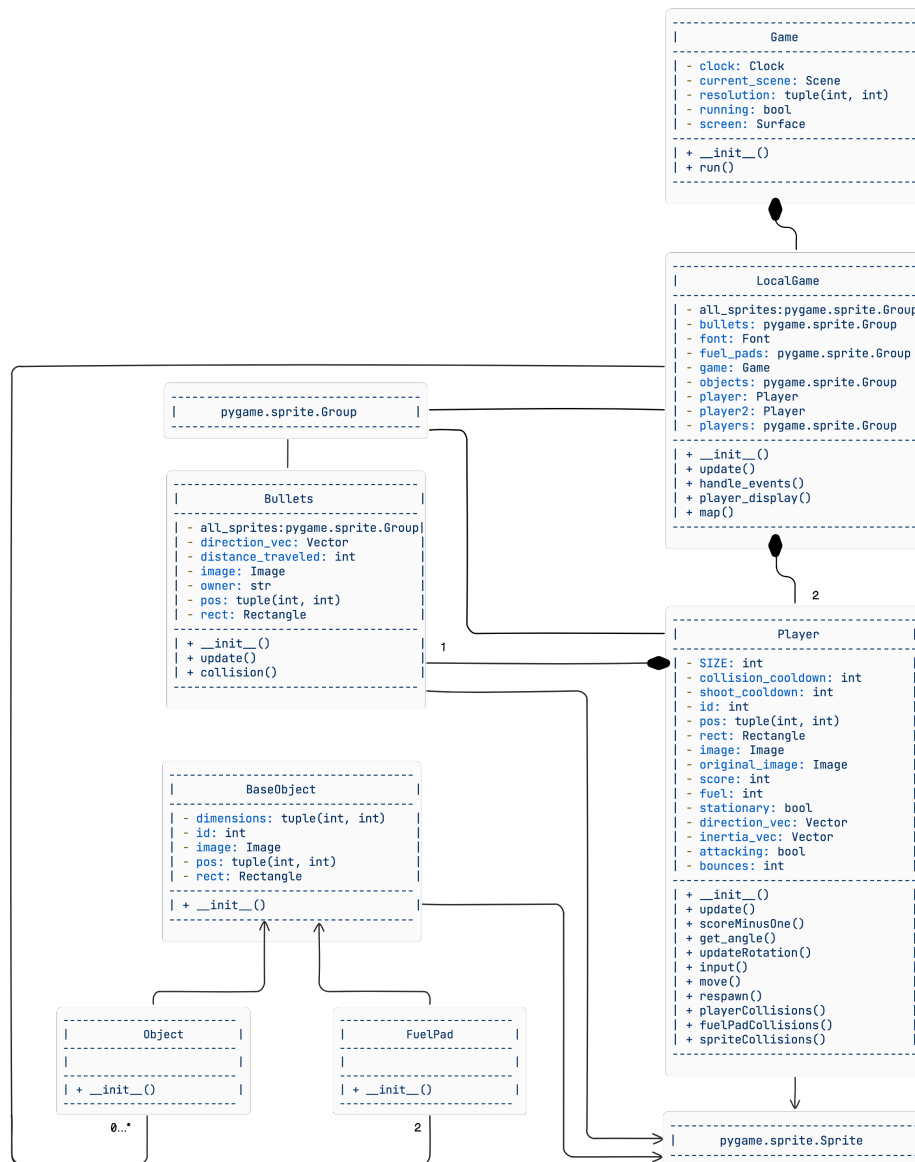 Game
- clock: Clock
- current_scene: Scene
- resolution: tuple(int, int)
- running: bool
- screen: Surface
+ __init__()
+ run()
LocalGame
- all_sprites:pygame.sprite.Group
- bullets: pygame.sprite.Group
- font: Font
- fuel_pads: pygame.sprite.Group
- game: Game
- objects: pygame.sprite.Group
- player: Player
- player2: Player
- players: pygame.sprite.Group
+ __init__()
+ update()
+ handle_events()
+ player_display()
+ map()
pygame.sprite.Group
Bullets
- all_sprites:pygame.sprite.Group
- direction_vec: Vector
- distance_traveled: int
- image: Image
- owner: str
- pos: tuple(int, int)
- rect: Rectangle
+ __init__()
+ update()
+ collision()
1
2
Player
- SIZE: int
- collision_cooldown: int
- shoot_cooldown: int
- id: int
- pos: tuple(int, int)
- rect: Rectangle
- image: Image
- original_image: Image
- score: int
- fuel: int
- stationary: bool
- direction_vec: Vector
- inertia_vec: Vector
- attacking: bool
- bounces: int
+ __init__()
+ update()
+ scoreMinusOne()
+ get_angle()
+ updateRotation()
+ input()
+ move()
+ respawn()
+ playerCollisions()
+ fuelPadCollisions()
+ spriteCollisions()
BaseObject
- dimensions: tuple(int, int)
- id: int
- image: Image
- pos: tuple(int, int)
- rect: Rectangle
+ __init__()
Object
+ __init__()
0...*
FuelPad
+ __init__()
2
pygame.sprite.Sprite